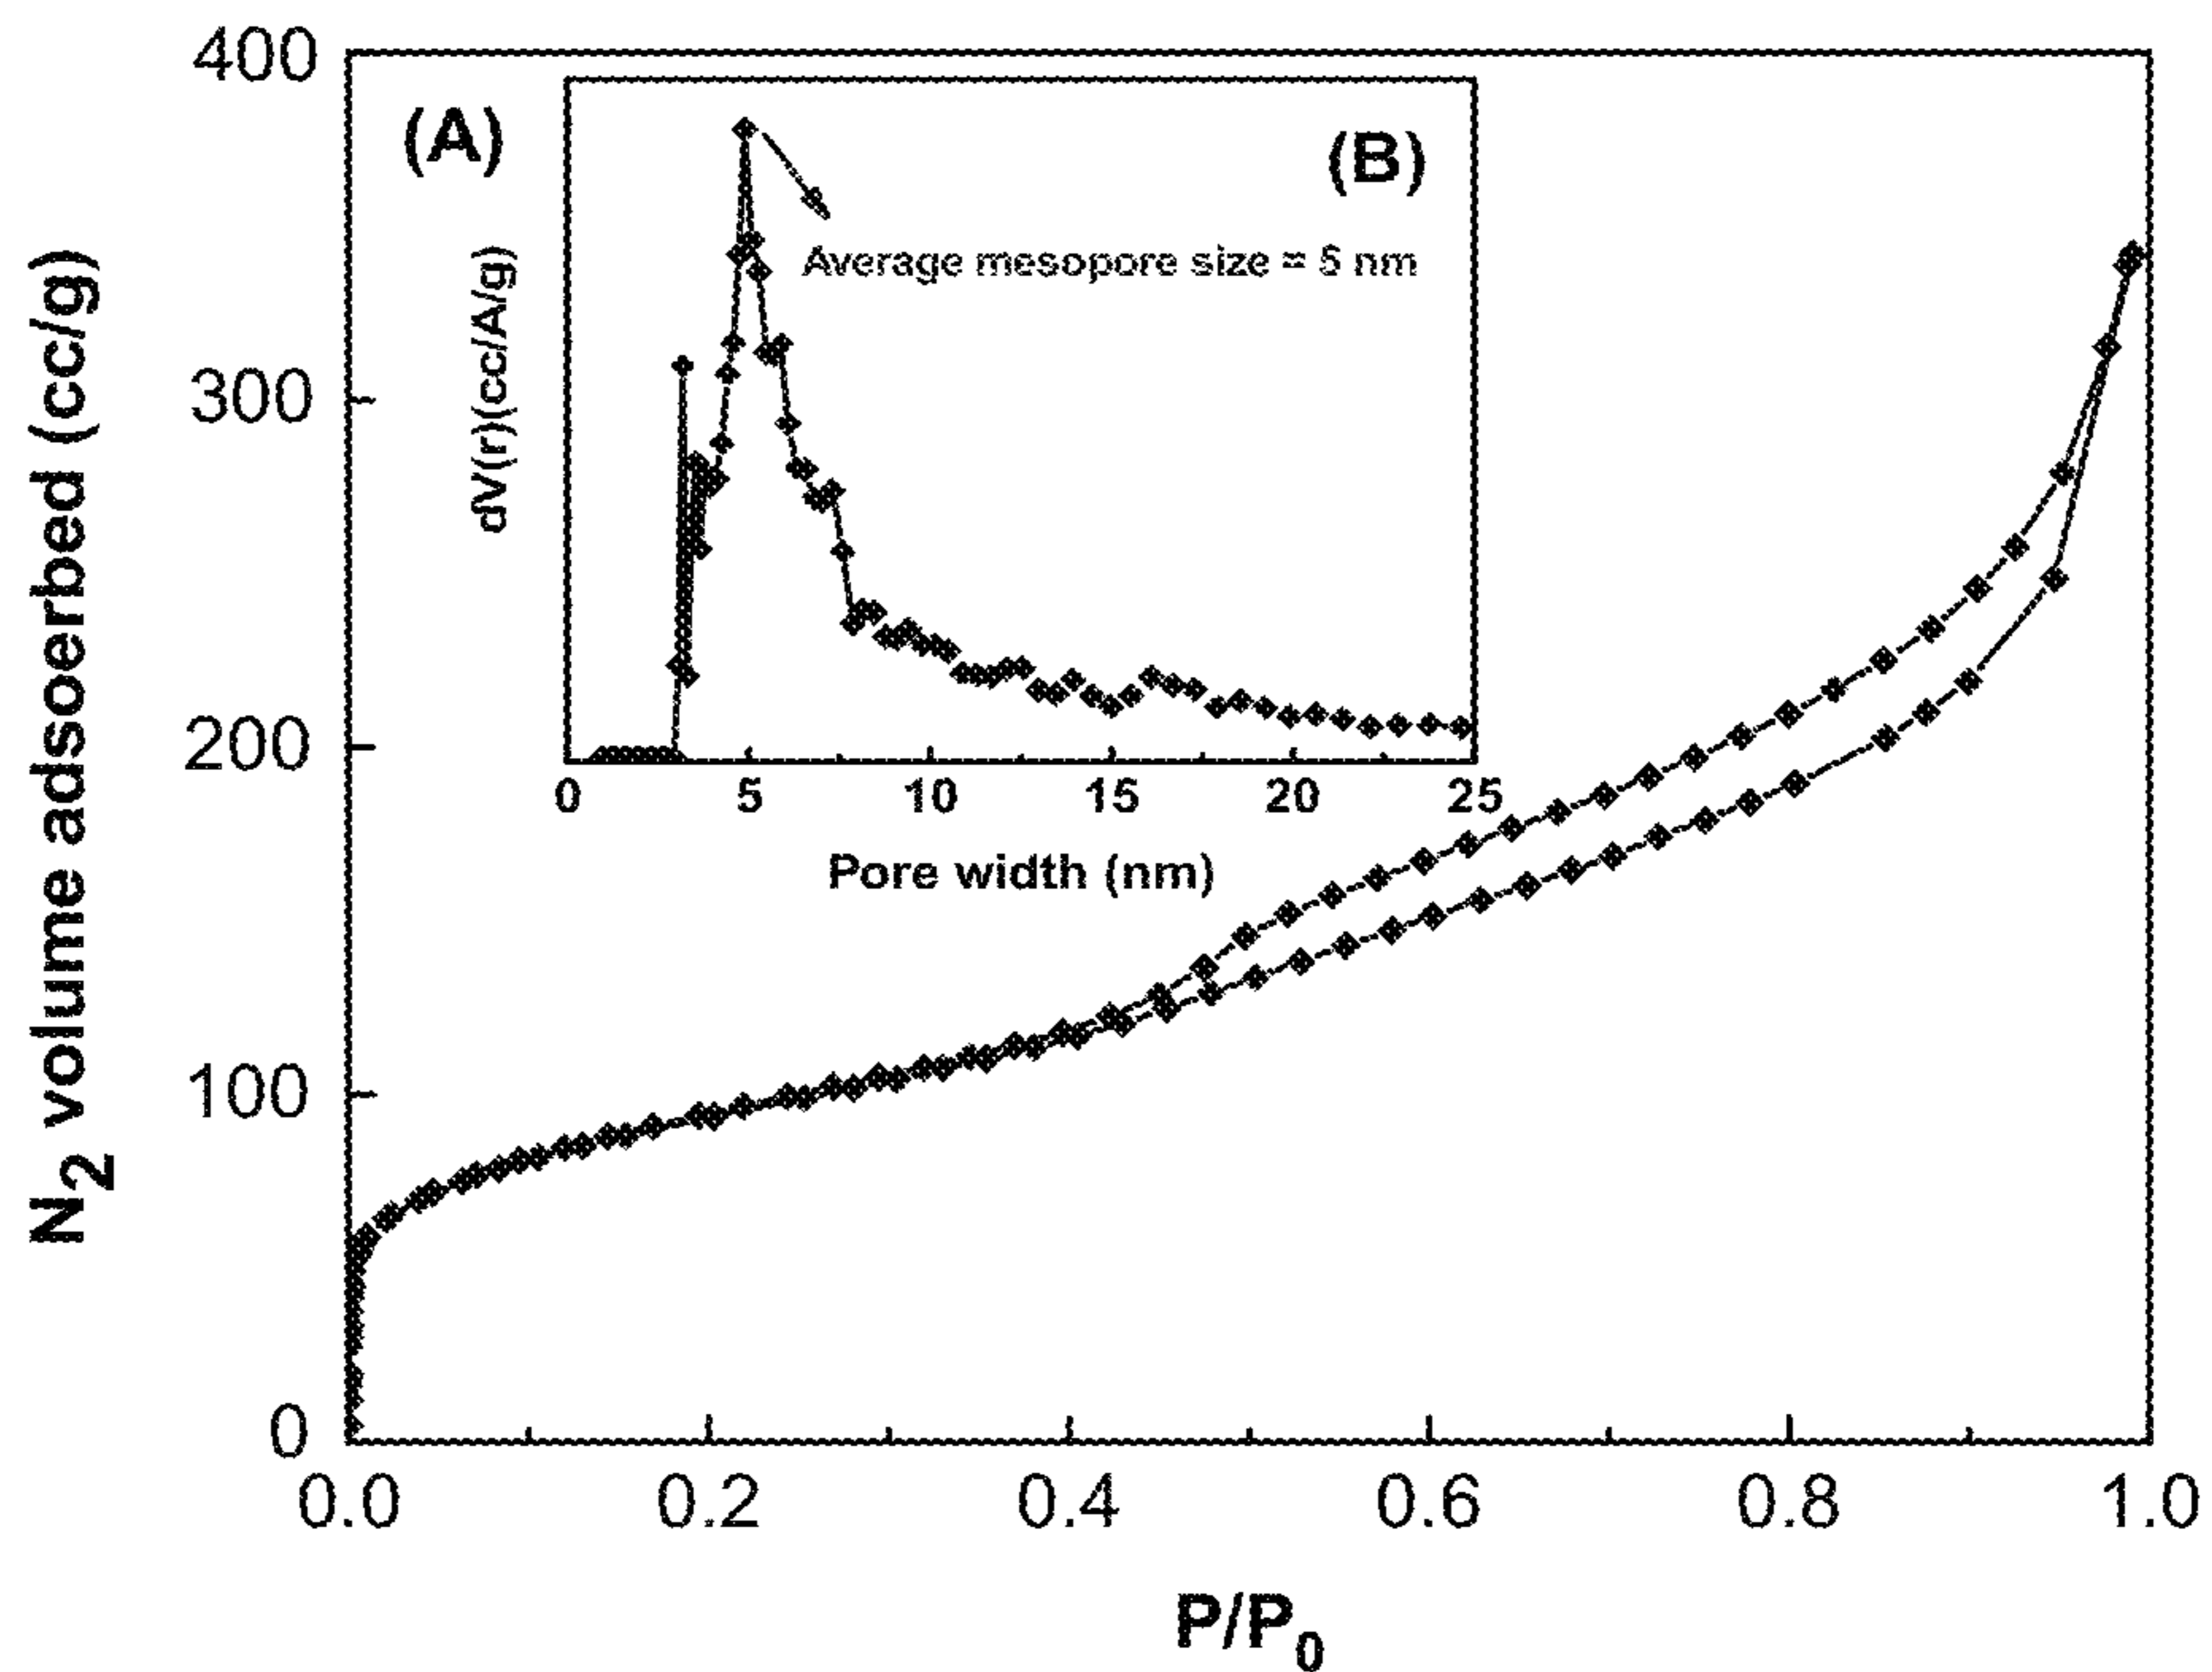 N2 volume adsoerbed (cc/g)
400
300
200
100
0
(A)
(B)
dV(r)(cc/A/g)
Average mesopore size = 5 nm
0 5 10 15 20 25
Pore width (nm)
0.0 0.2 0.4 0.6 0.8 1.0
P/P0